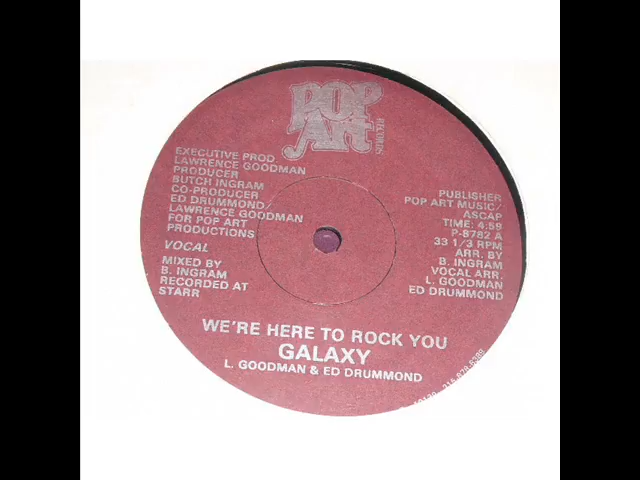 POP
ART
RECORDS
EXECUTIVE PROD
LAWRENCE GOODMAN
PRODUCER
BUTCH INGRAM
CO-PRODUCER
ED DRUMMOND/
LAWRENCE GOODMAN
FOR POP ART
PRODUCTIONS
VOCAL
MIXED BY
B. INGRAM
RECORDED AT
STARR
PUBLISHER
POP ART MUSIC/
ASCAP
TIME: 4:59
P-8782 A
33 1/3 RPM
ARR. BY
B. INGRAM
VOCAL ARR.
L. GOODMAN
ED DRUMMOND
WE'RE HERE TO ROCK YOU
GALAXY
L. GOODMAN & ED DRUMMOND